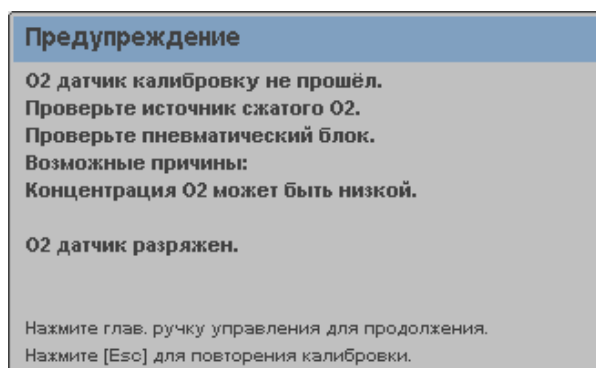 Предупреждение
O2 датчик калибровку не прошёл.
Проверьте источник сжатого O2.
Проверьте пневматический блок.
Возможные причины:
Концентрация O2 может быть низкой.
O2 датчик разряжен.
Нажмите глав. ручку управления для продолжения.
Нажмите [Esc] для повторения калибровки.